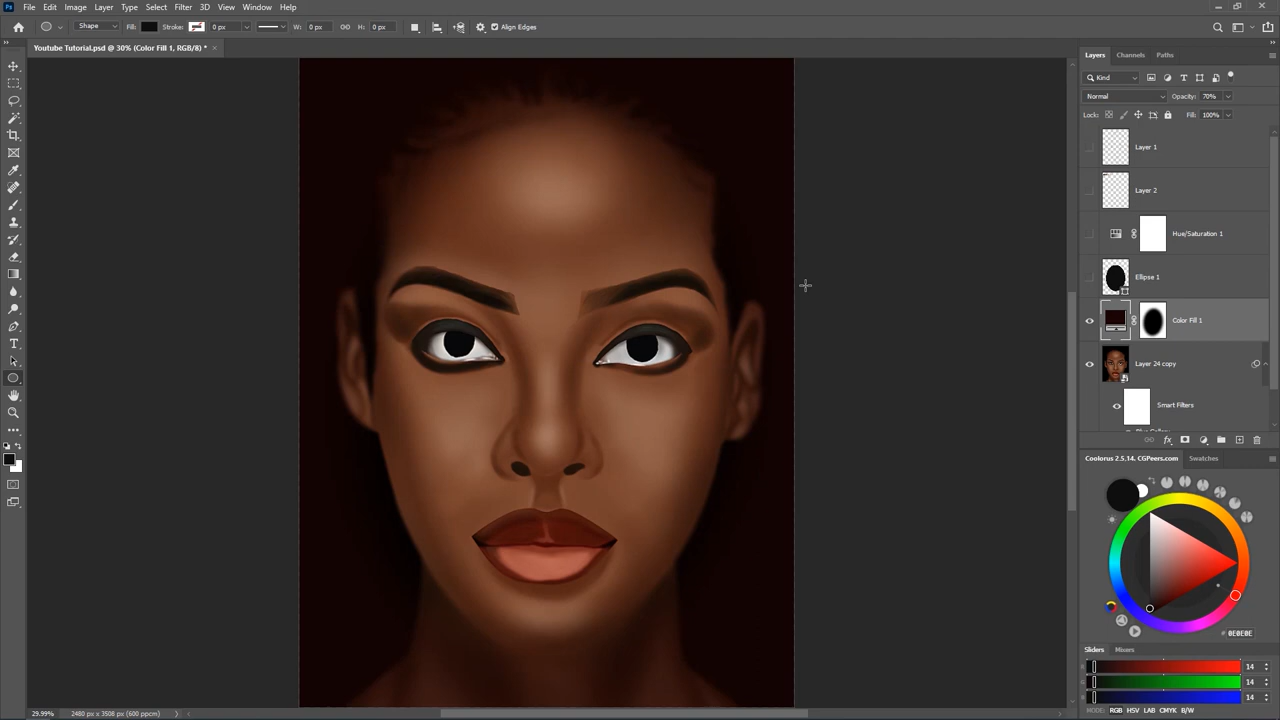 Ps File Edit Image Layer Type Select Filter 3D View Window Help
Shape Fill: Stroke: 0 px W: 0 px H: 0 px Align Edges
Youtube Tutorial.psd @ 30% (Color Fill 1, RGB/8) *
Layers Channels Paths
Kind
Normal Opacity: 70%
Lock: Fill: 100%
Layer 1
Layer 2
Hue/Saturation 1
Ellipse 1
Color Fill 1
Layer 24 copy
Smart Filters
Coolorus 2.5.14. CGPeers.com Swatches
# 0E0E0E
Sliders Mixers
14
14
14
MODE: RGB HSV LAB CMYK B/W
29.99% 2480 px x 3508 px (600 ppcm)